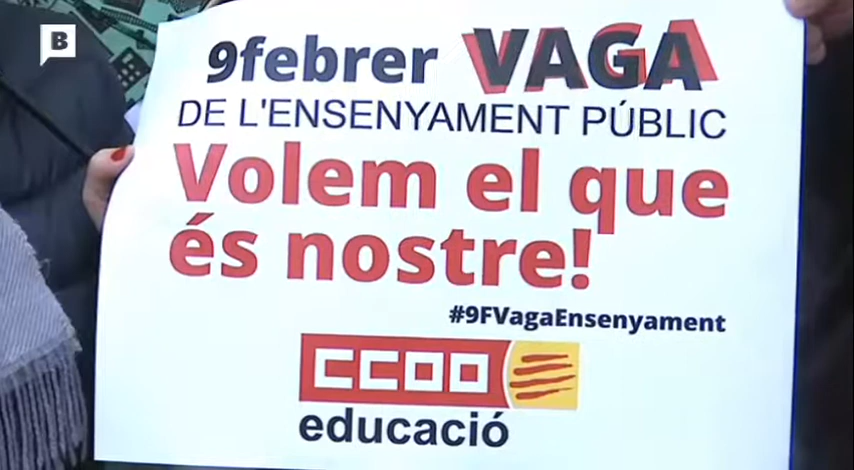 B
9febrer VAGA
DE L'ENSENYAMENT PÚBLIC
Volem el que
és nostre!
#9FVagaEnsenyament
CCOO
educació